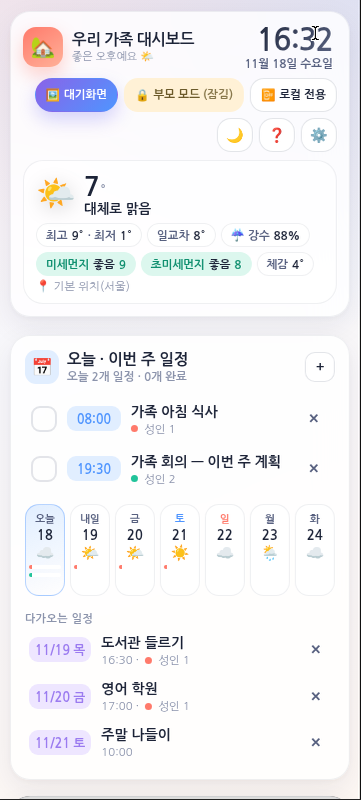 우리 가족 대시보드
좋은 오후예요 🌤️
16:32
11월 18일 수요일
🖼️ 대기화면
🔒 부모 모드 (잠김)
📴 로컬 전용
🌙 ❓ ⚙️
7°
대체로 맑음
최고 9° · 최저 1°
일교차 8°
☔ 강수 88%
미세먼지 좋음 9
초미세먼지 좋음 8
체감 4°
📍 기본 위치(서울)
오늘 · 이번 주 일정
오늘 2개 일정 · 0개 완료
+
08:00 가족 아침 식사 ×
성인 1
19:30 가족 회의 — 이번 주 계획 ×
성인 2
오늘 내일 금 토 일 월 화
18 19 20 21 22 23 24
다가오는 일정
11/19 목 도서관 들르기 ×
16:30 · 성인 1
11/20 금 영어 학원 ×
17:00 · 성인 1
11/21 토 주말 나들이 ×
10:00